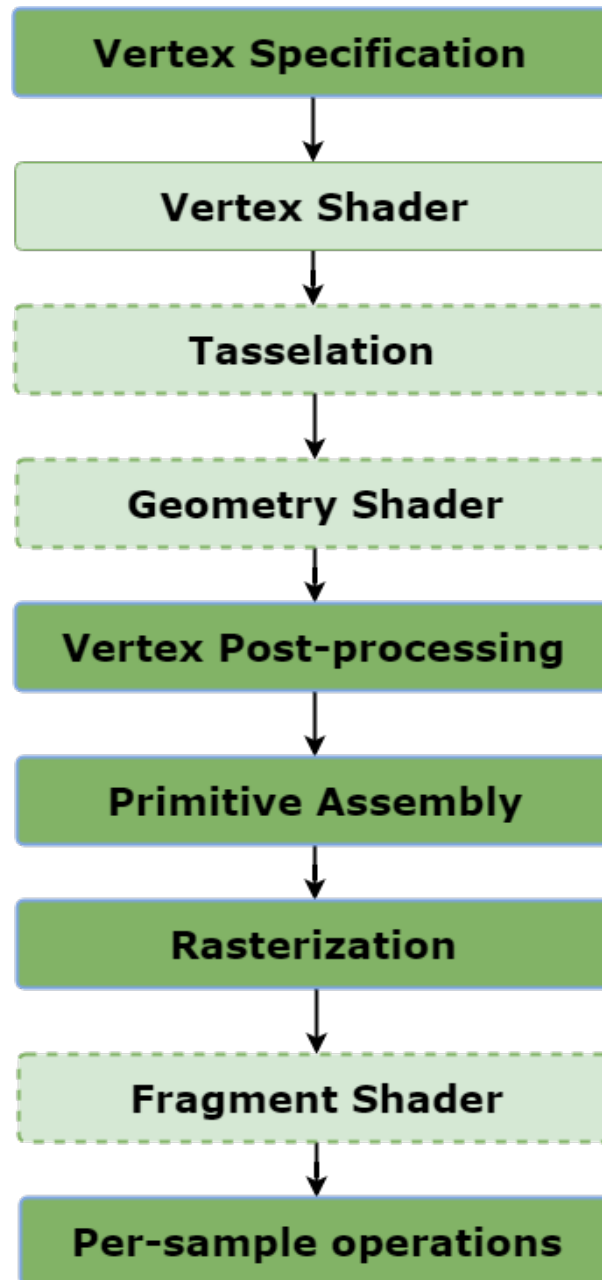 Vertex Specification
Vertex Shader
Tasselation
Geometry Shader
Vertex Post-processing
Primitive Assembly
Rasterization
Fragment Shader
Per-sample operations